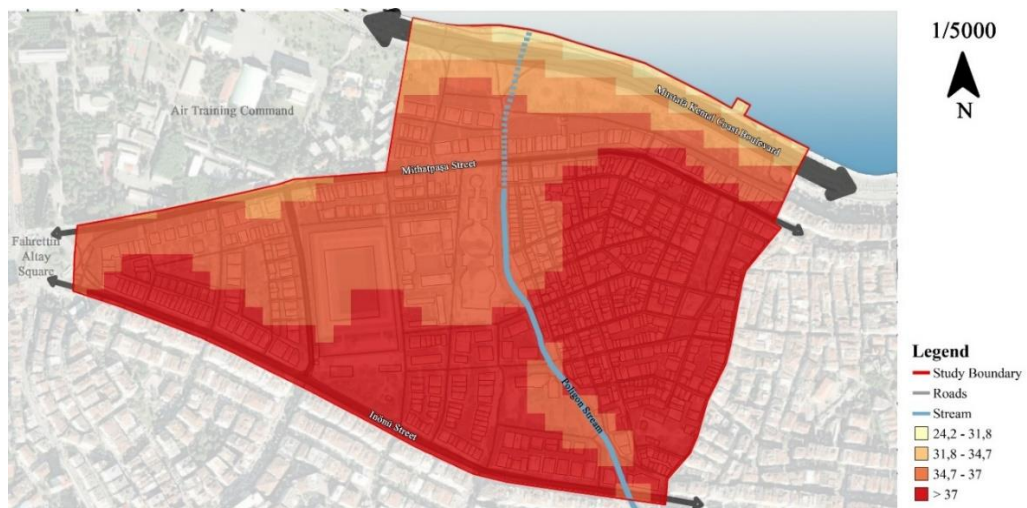 1/5000
N
Air Training Command
Mustafa Kemal Coast Boulevard
Mithatpaşa Street
Fahrettin
Altay
Square
Poligon Stream
İnönü Street
Legend
Study Boundary
Roads
Stream
24,2 - 31,8
31,8 - 34,7
34,7 - 37
> 37